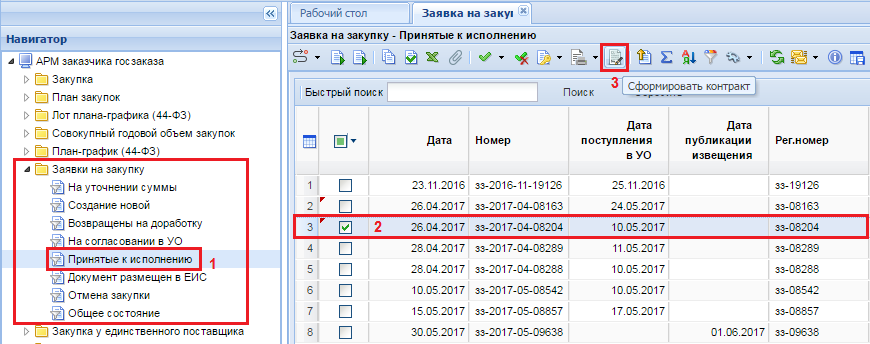 Навигатор
АРМ заказчика госзаказа
Закупка
План закупок
Лот плана-графика (44-ФЗ)
Совокупный годовой объем закупок
План-график (44-ФЗ)
Заявки на закупку
На уточнении суммы
Создание новой
Возвращены на доработку
На согласовании в УО
Принятые к исполнению 1
Документ размещен в ЕИС
Отмена закупки
Общее состояние
Закупка у единственного поставщика
Рабочий стол Заявка на закуп
Заявка на закупку - Принятые к исполнению
3 Сформировать контракт
Быстрый поиск Поиск
Дата Номер Дата поступления в УО Дата публикации извещения Рег.номер
1 23.11.2016 зз-2016-11-19126 25.11.2016 зз-19126
2 26.04.2017 зз-2017-04-08163 24.05.2017 зз-08163
3 2 26.04.2017 зз-2017-04-08204 10.05.2017 зз-08204
4 28.04.2017 зз-2017-04-08289 11.05.2017 зз-08289
5 28.04.2017 зз-2017-04-08288 10.05.2017 зз-08288
6 10.05.2017 зз-2017-05-08542 10.05.2017 зз-08542
7 15.05.2017 зз-2017-05-08857 17.05.2017 зз-08857
8 30.05.2017 зз-2017-05-09638 01.06.2017 зз-09638